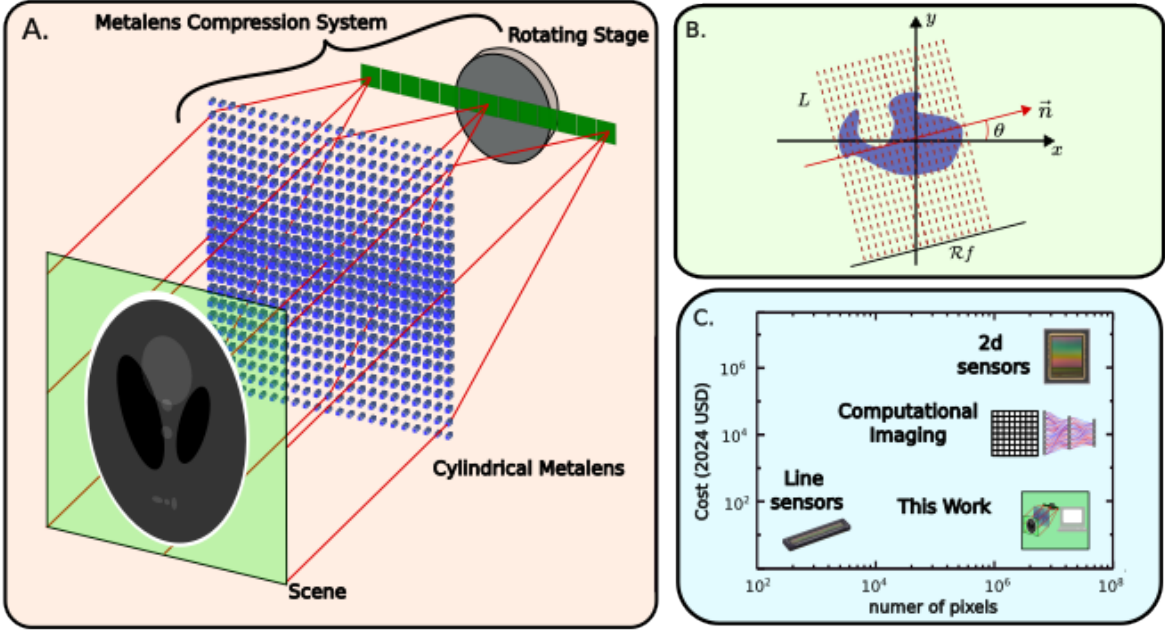 A.
Metalens Compression System
Rotating Stage
Cylindrical Metalens
Scene
B.
y
L
\vec{n}
θ
x
ℛf
C.
Cost (2024 USD)
10^6
10^4
10^2
2d
sensors
Computational
Imaging
Line
sensors
This Work
10^2
10^4
10^6
10^8
numer of pixels